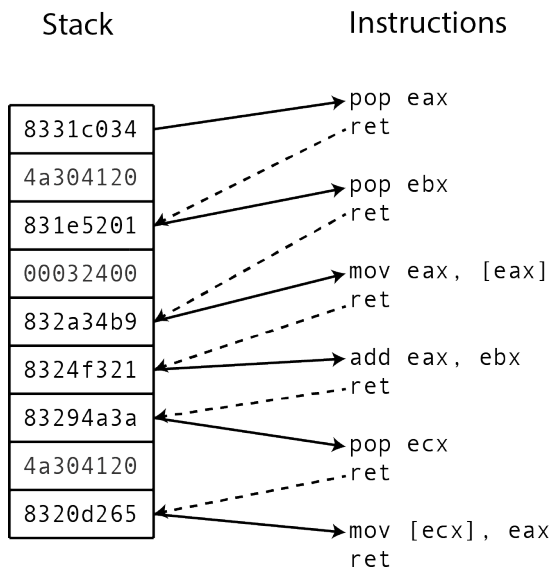 Stack
Instructions
8331c034
4a304120
831e5201
00032400
832a34b9
8324f321
83294a3a
4a304120
8320d265
pop eax
ret
pop ebx
ret
mov eax, [eax]
ret
add eax, ebx
ret
pop ecx
ret
mov [ecx], eax
ret